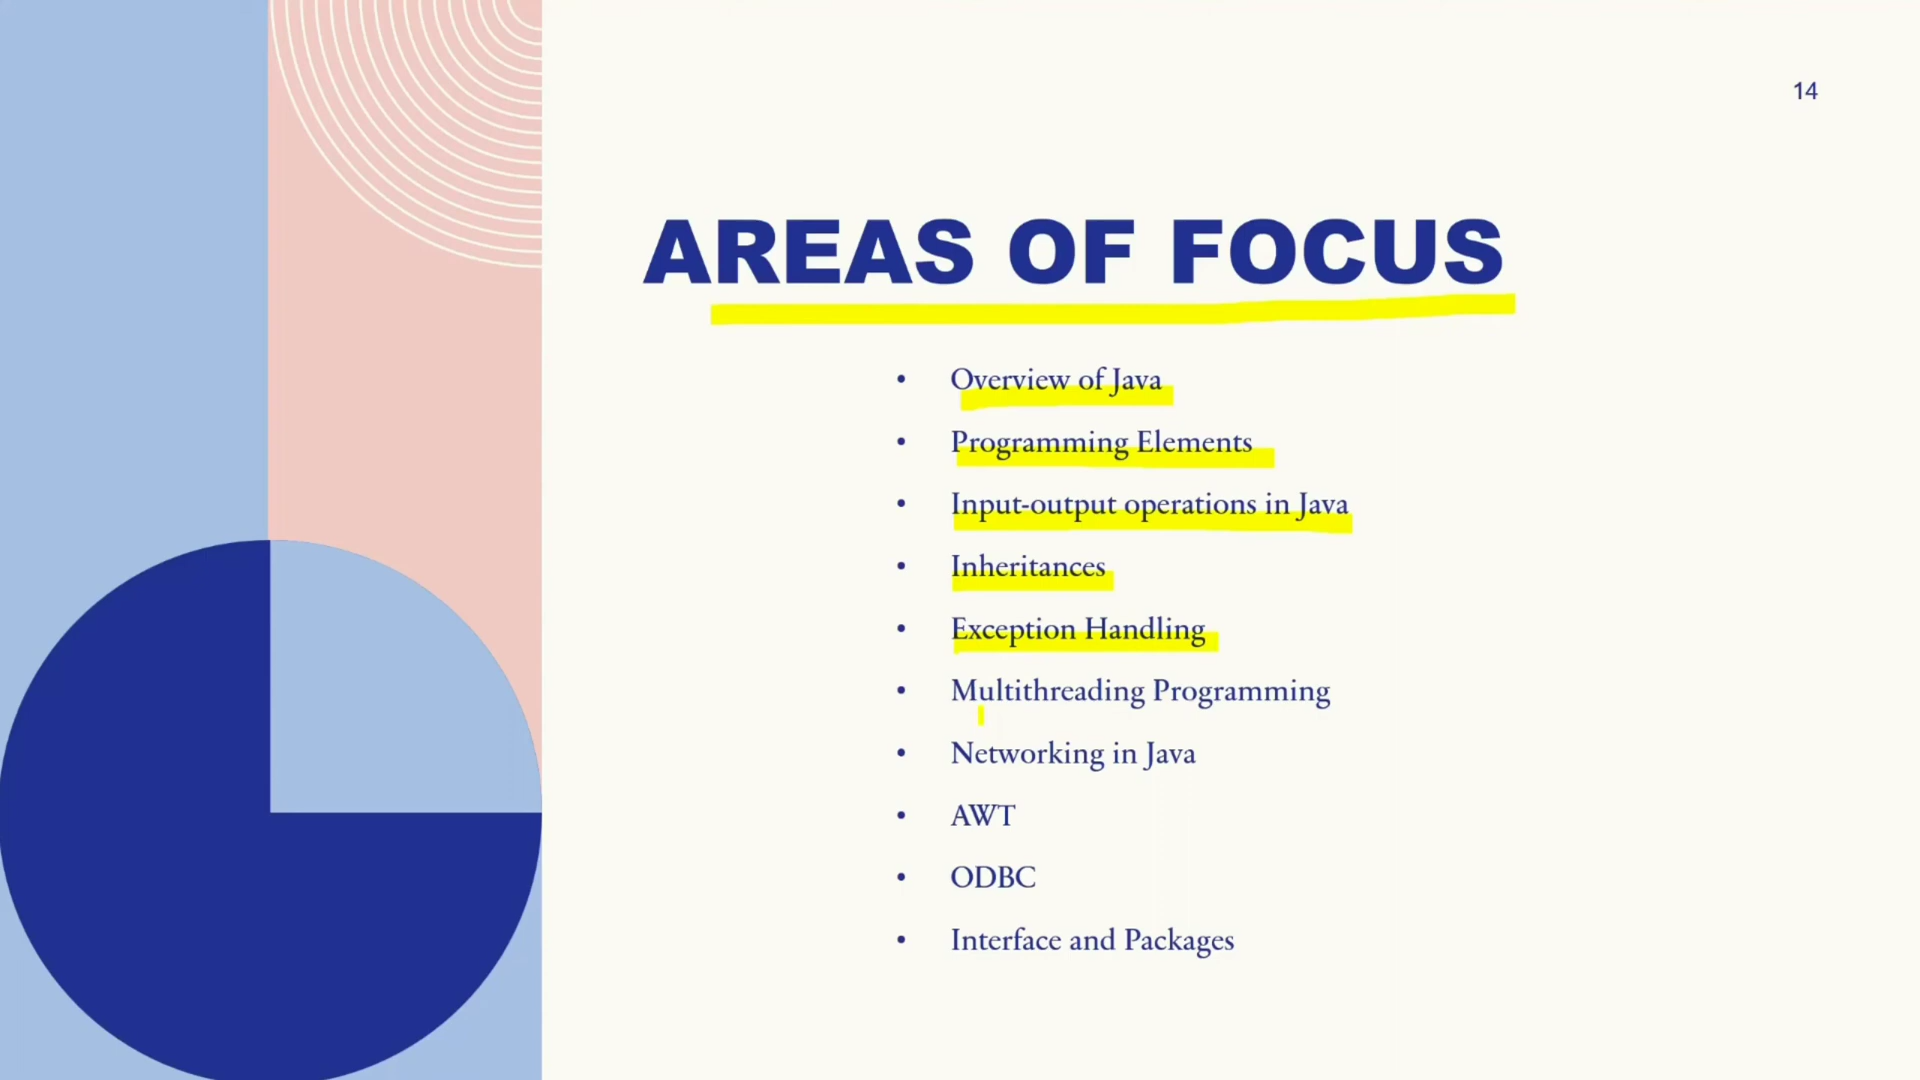 14
AREAS OF FOCUS
• Overview of Java
• Programming Elements
• Input-output operations in Java
• Inheritances
• Exception Handling
• Multithreading Programming
• Networking in Java
• AWT
• ODBC
• Interface and Packages